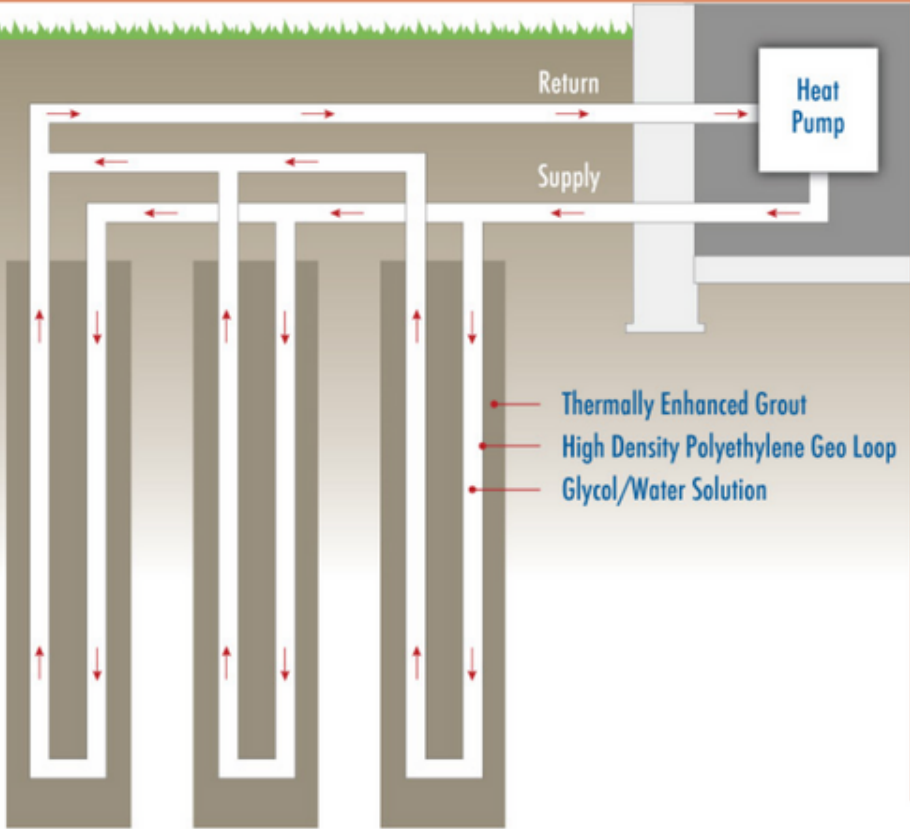 Return
Heat
Pump
Supply
Thermally Enhanced Grout
High Density Polyethylene Geo Loop
Glycol/Water Solution